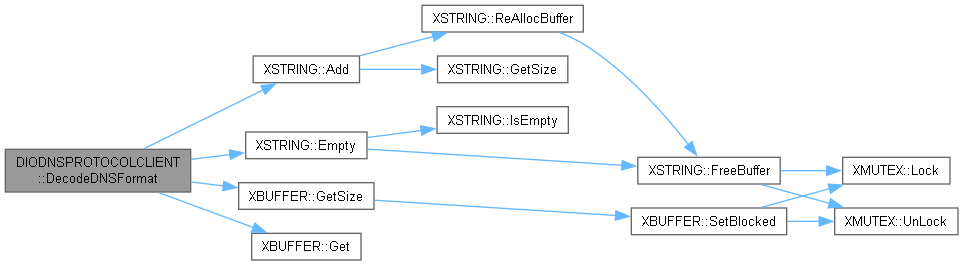 DIODNSPROTOCOLCLIENT
::DecodeDNSFormat
XSTRING::Add
XSTRING::ReAllocBuffer
XSTRING::GetSize
XSTRING::Empty
XSTRING::IsEmpty
XSTRING::FreeBuffer
XMUTEX::Lock
XMUTEX::UnLock
XBUFFER::GetSize
XBUFFER::SetBlocked
XBUFFER::Get